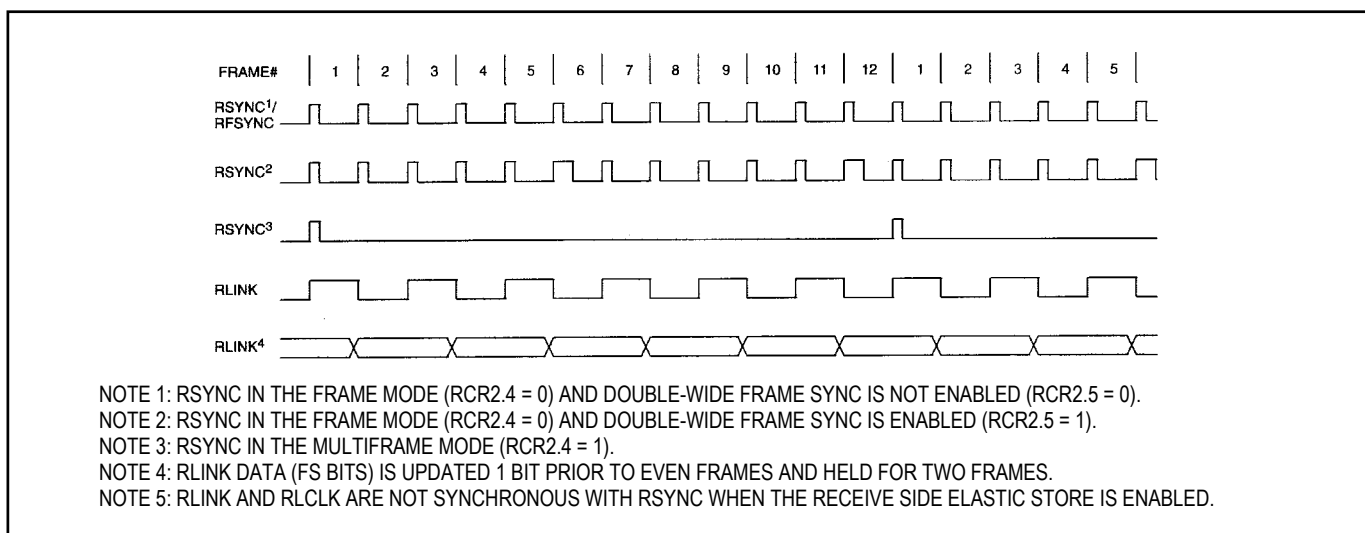 FRAME# 1 2 3 4 5 6 7 8 9 10 11 12 1 2 3 4 5
RSYNC¹/
RFSYNC
RSYNC²
RSYNC³
RLINK
RLINK⁴
NOTE 1: RSYNC IN THE FRAME MODE (RCR2.4 = 0) AND DOUBLE-WIDE FRAME SYNC IS NOT ENABLED (RCR2.5 = 0).
NOTE 2: RSYNC IN THE FRAME MODE (RCR2.4 = 0) AND DOUBLE-WIDE FRAME SYNC IS ENABLED (RCR2.5 = 1).
NOTE 3: RSYNC IN THE MULTIFRAME MODE (RCR2.4 = 1).
NOTE 4: RLINK DATA (FS BITS) IS UPDATED 1 BIT PRIOR TO EVEN FRAMES AND HELD FOR TWO FRAMES.
NOTE 5: RLINK AND RLCLK ARE NOT SYNCHRONOUS WITH RSYNC WHEN THE RECEIVE SIDE ELASTIC STORE IS ENABLED.